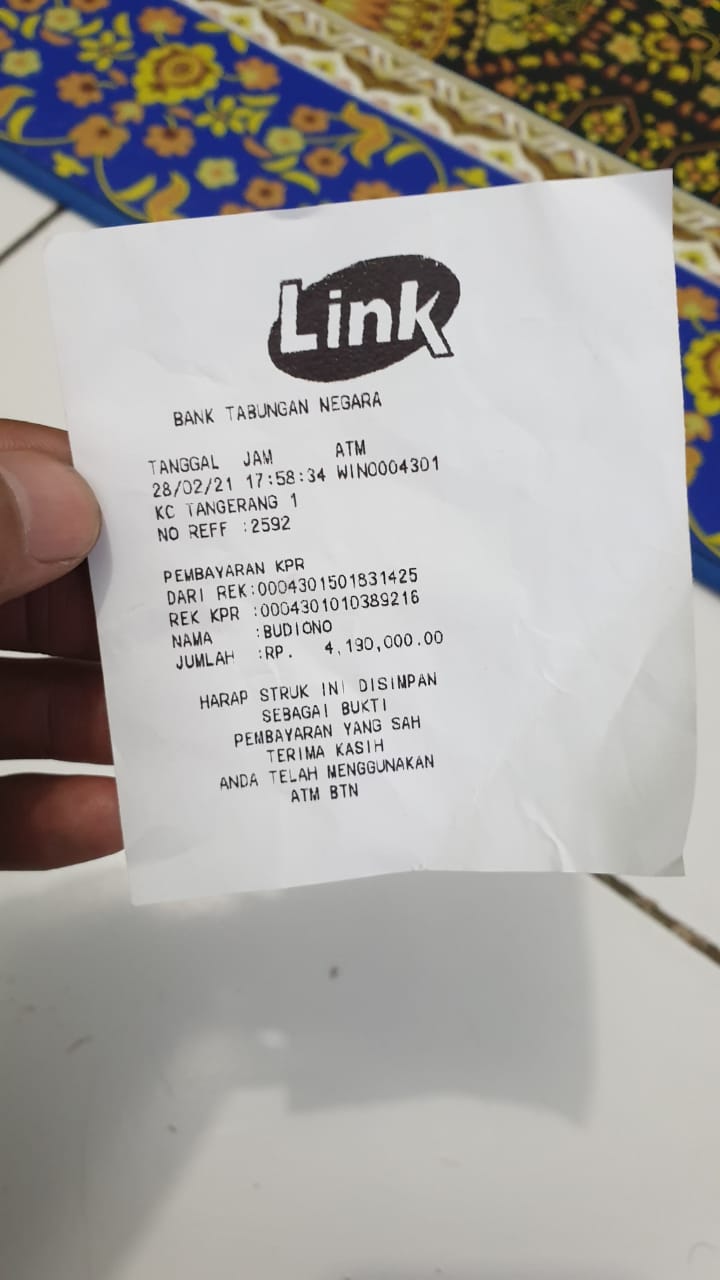 Link
BANK TABUNGAN NEGARA
TANGGAL JAM ATM
28/02/21 17:58:34 WIN0004301
KC TANGERANG 1
NO REFF :2592
PEMBAYARAN KPR
DARI REK:0004301501831425
REK KPR :0004301010389216
NAMA :BUDIONO
JUMLAH :RP. 4,190,000.00
HARAP STRUK INI DISIMPAN
SEBAGAI BUKTI
PEMBAYARAN YANG SAH
TERIMA KASIH
ANDA TELAH MENGGUNAKAN
ATM BTN